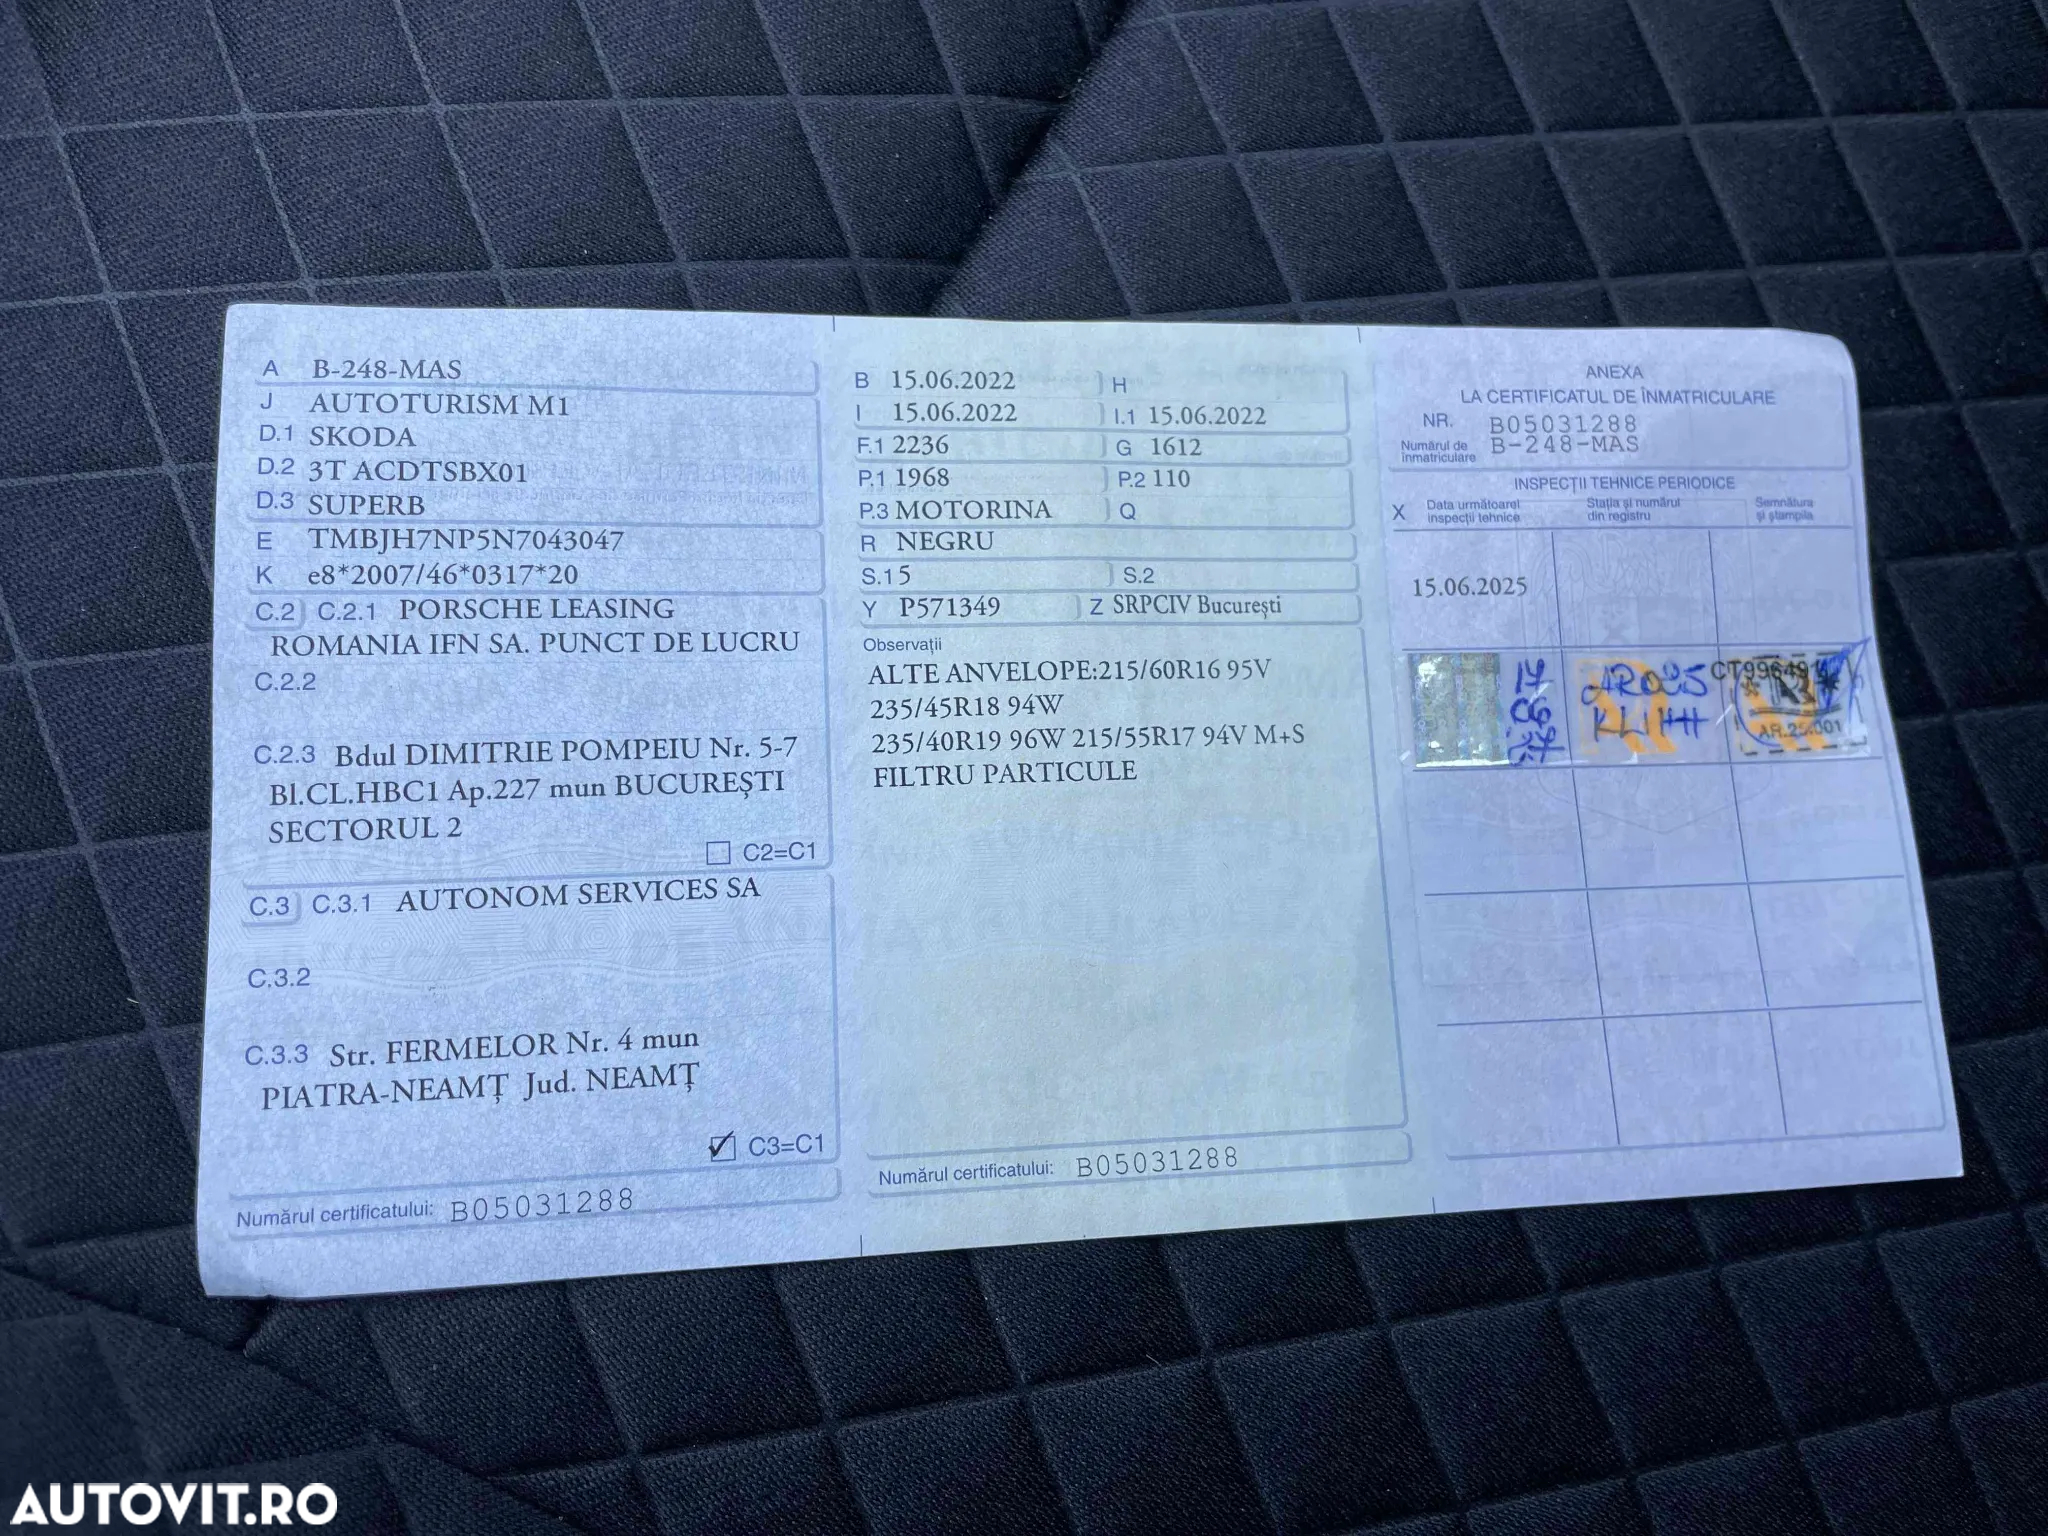 A B-248-MAS
J AUTOTURISM M1
D.1 SKODA
D.2 3T ACDTSBX01
D.3 SUPERB
E TMBJH7NP5N7043047
K e8*2007/46*0317*20
C.2 C.2.1 PORSCHE LEASING
ROMANIA IFN SA. PUNCT DE LUCRU
C.2.2
C.2.3 Bdul DIMITRIE POMPEIU Nr. 5-7
Bl.CL.HBC1 Ap.227 mun BUCUREȘTI
SECTORUL 2
C2=C1
C.3 C.3.1 AUTONOM SERVICES SA
C.3.2
C.3.3 Str. FERMELOR Nr. 4 mun
PIATRA-NEAMȚ Jud. NEAMȚ
C3=C1
Numărul certificatului: B05031288
B 15.06.2022 H
I 15.06.2022 I.1 15.06.2022
F.1 2236 G 1612
P.1 1968 P.2 110
P.3 MOTORINA Q
R NEGRU
S.1 5 S.2
Y P571349 Z SRPCIV București
Observații
ALTE ANVELOPE:215/60R16 95V
235/45R18 94W
235/40R19 96W 215/55R17 94V M+S
FILTRU PARTICULE
Numărul certificatului: B05031288
ANEXA
LA CERTIFICATUL DE ÎNMATRICULARE
NR. B05031288
Numărul de înmatriculare B-248-MAS
INSPECȚII TEHNICE PERIODICE
X Data următoarei inspecții tehnice Stația și numărul din registru Semnătura și ștampila
15.06.2025
17
06
AR025
AR.25.001
AUTOVIT.RO